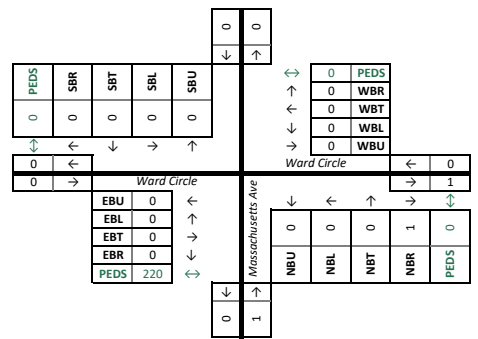 0 0
↓ ↑
PEDS SBR SBT SBL SBU
0 0 0 0 0
↕ ← ↓ → ↑
↔ 0 PEDS
↑ 0 WBR
← 0 WBT
↓ 0 WBL
→ 0 WBU
0 ←
0 →
Ward Circle
Ward Circle
← 0
→ 1
Massachusetts Ave
EBU 0 ←
EBL 0 ↑
EBT 0 →
EBR 0 ↓
PEDS 220 ↔
↓ ← ↑ → ↕
0 0 0 1 0
NBU NBL NBT NBR PEDS
↓ ↑
0 1